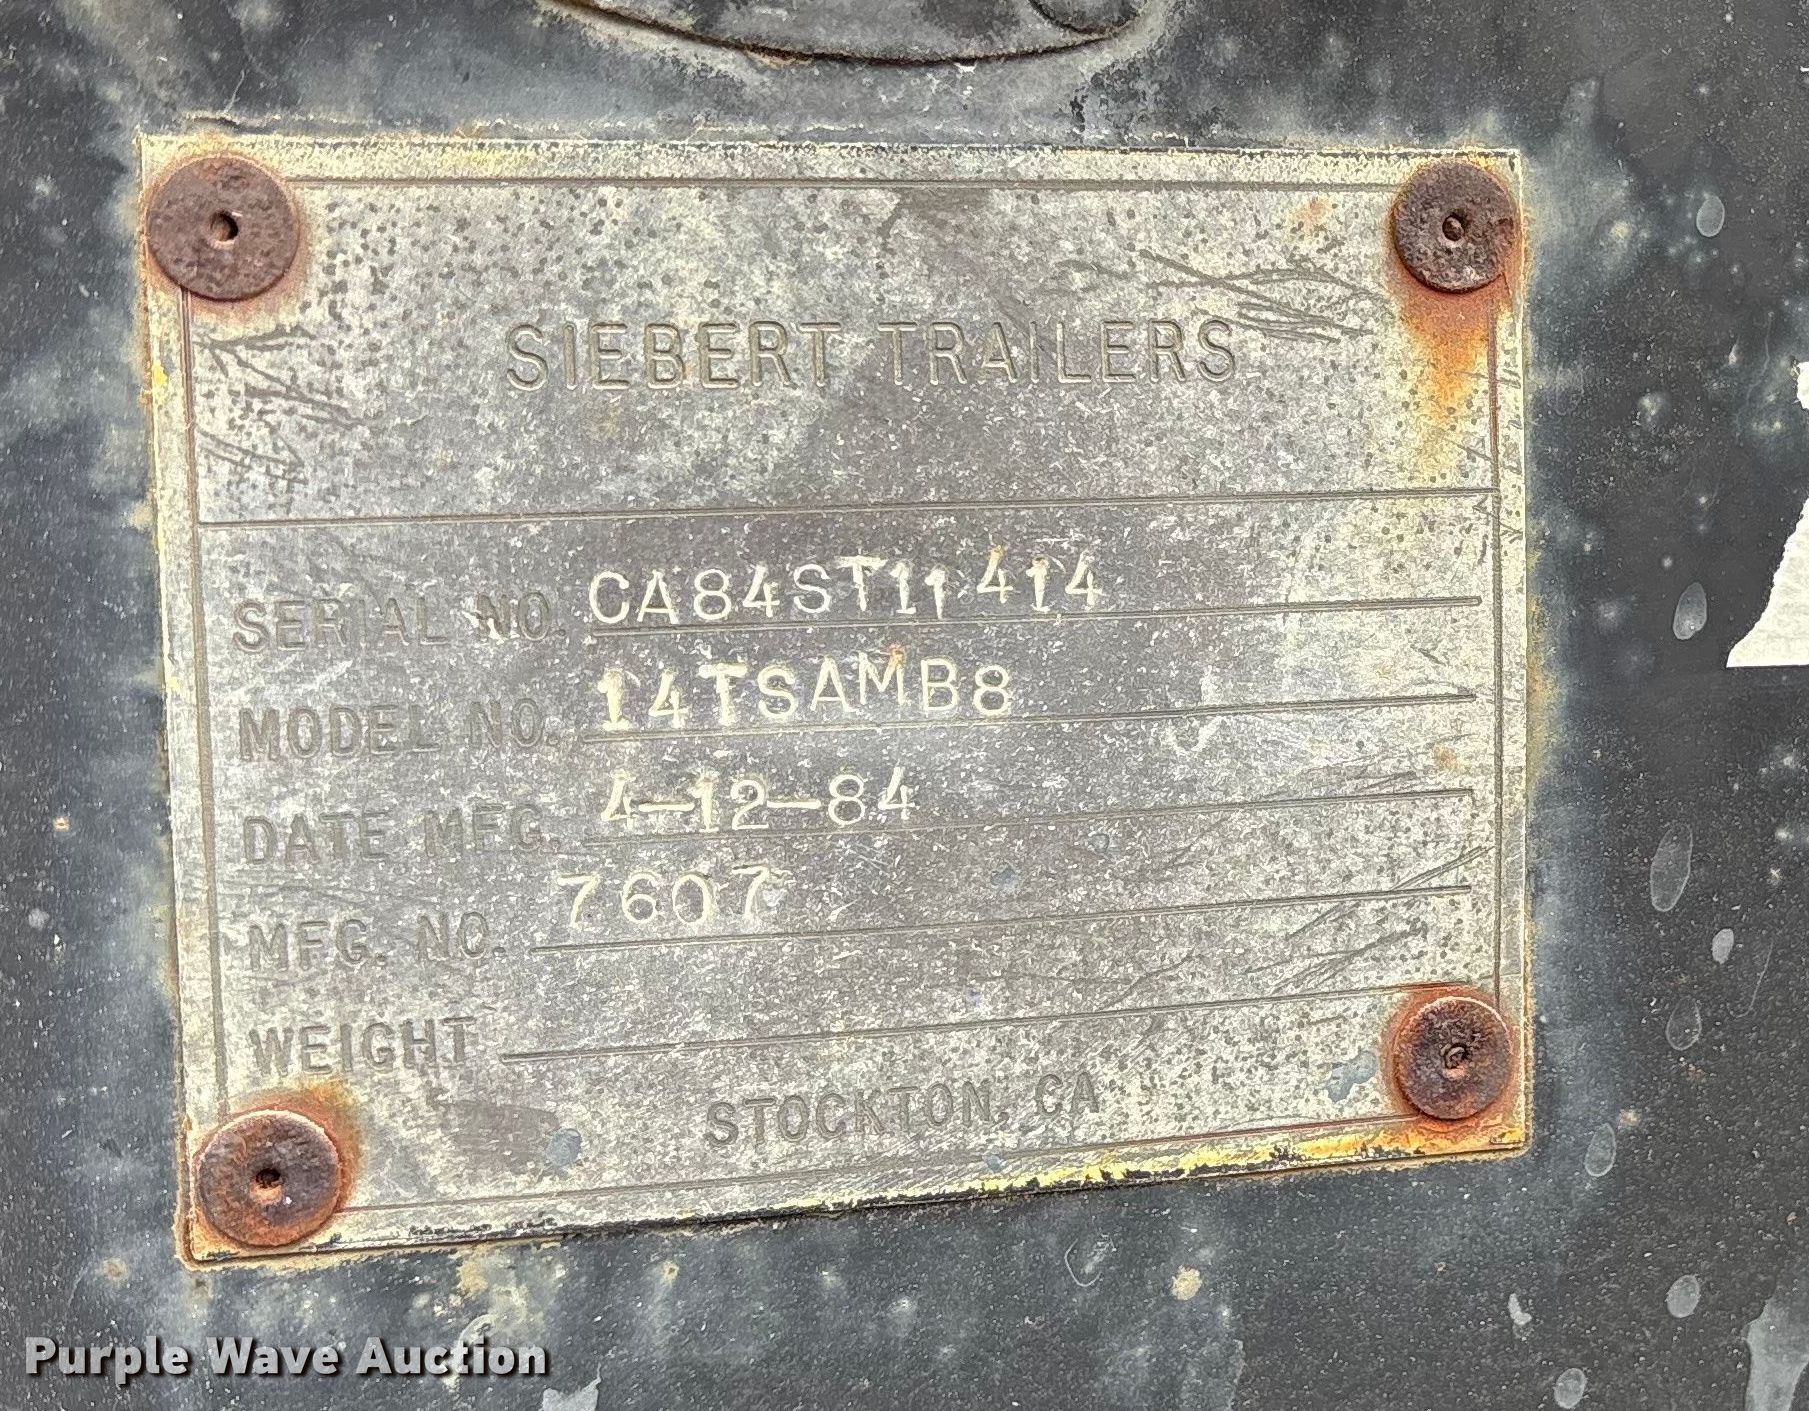 SIEBERT TRAILERS
SERIAL NO. CA84ST11414
MODEL NO. 14TSAMB8
DATE MFG. 4-12-84
MFG. NO. 7607
WEIGHT
STOCKTON, CA
Purple Wave Auction